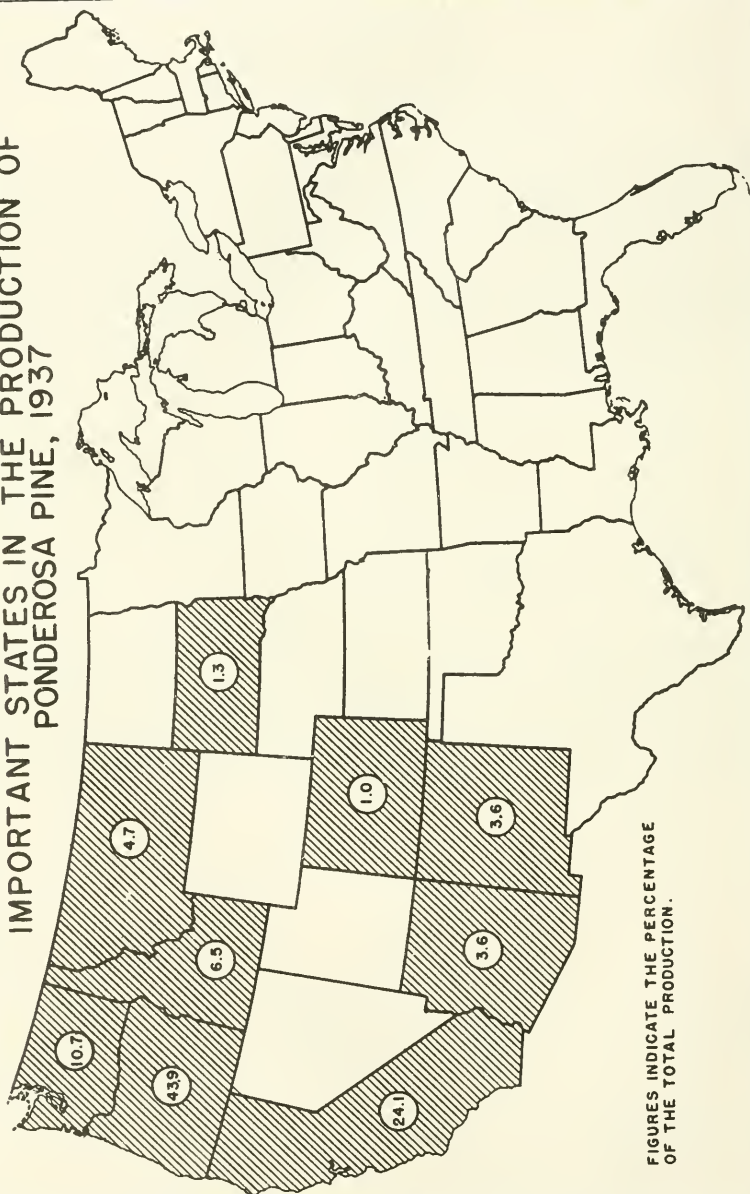 IMPORTANT STATES IN THE PRODUCTION OF
PONDEROSA PINE, 1937
10.7
4.7
43.9
6.5
1.3
24.1
1.0
3.6
3.6
FIGURES INDICATE THE PERCENTAGE
OF THE TOTAL PRODUCTION.